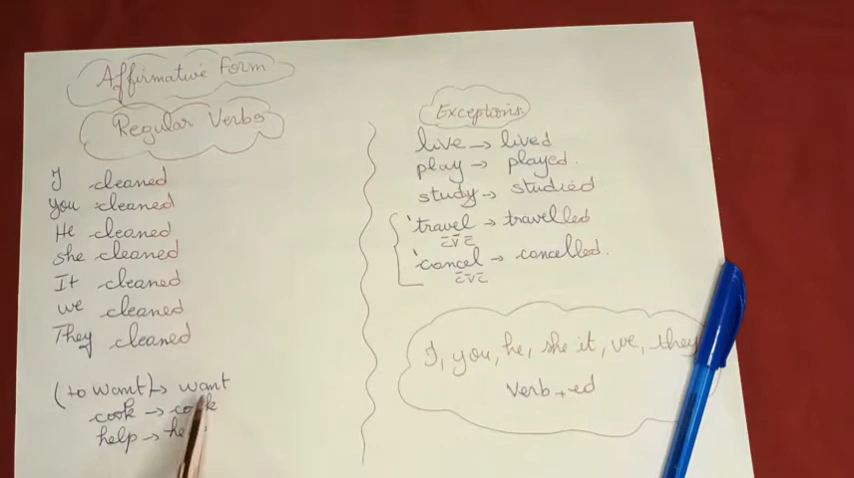 Affirmative Form
Regular Verbs
I cleaned
You cleaned
He cleaned
she cleaned
It cleaned
we cleaned
They cleaned
(to want) → want
cook → cook
help →
Exceptions
live → lived
play → played.
study → studied
'travel → travelled
c̄ v̄ c̄
'cancel → cancelled.
c̄ v̄ c̄
I, you, he, she it, we, they
verb + ed